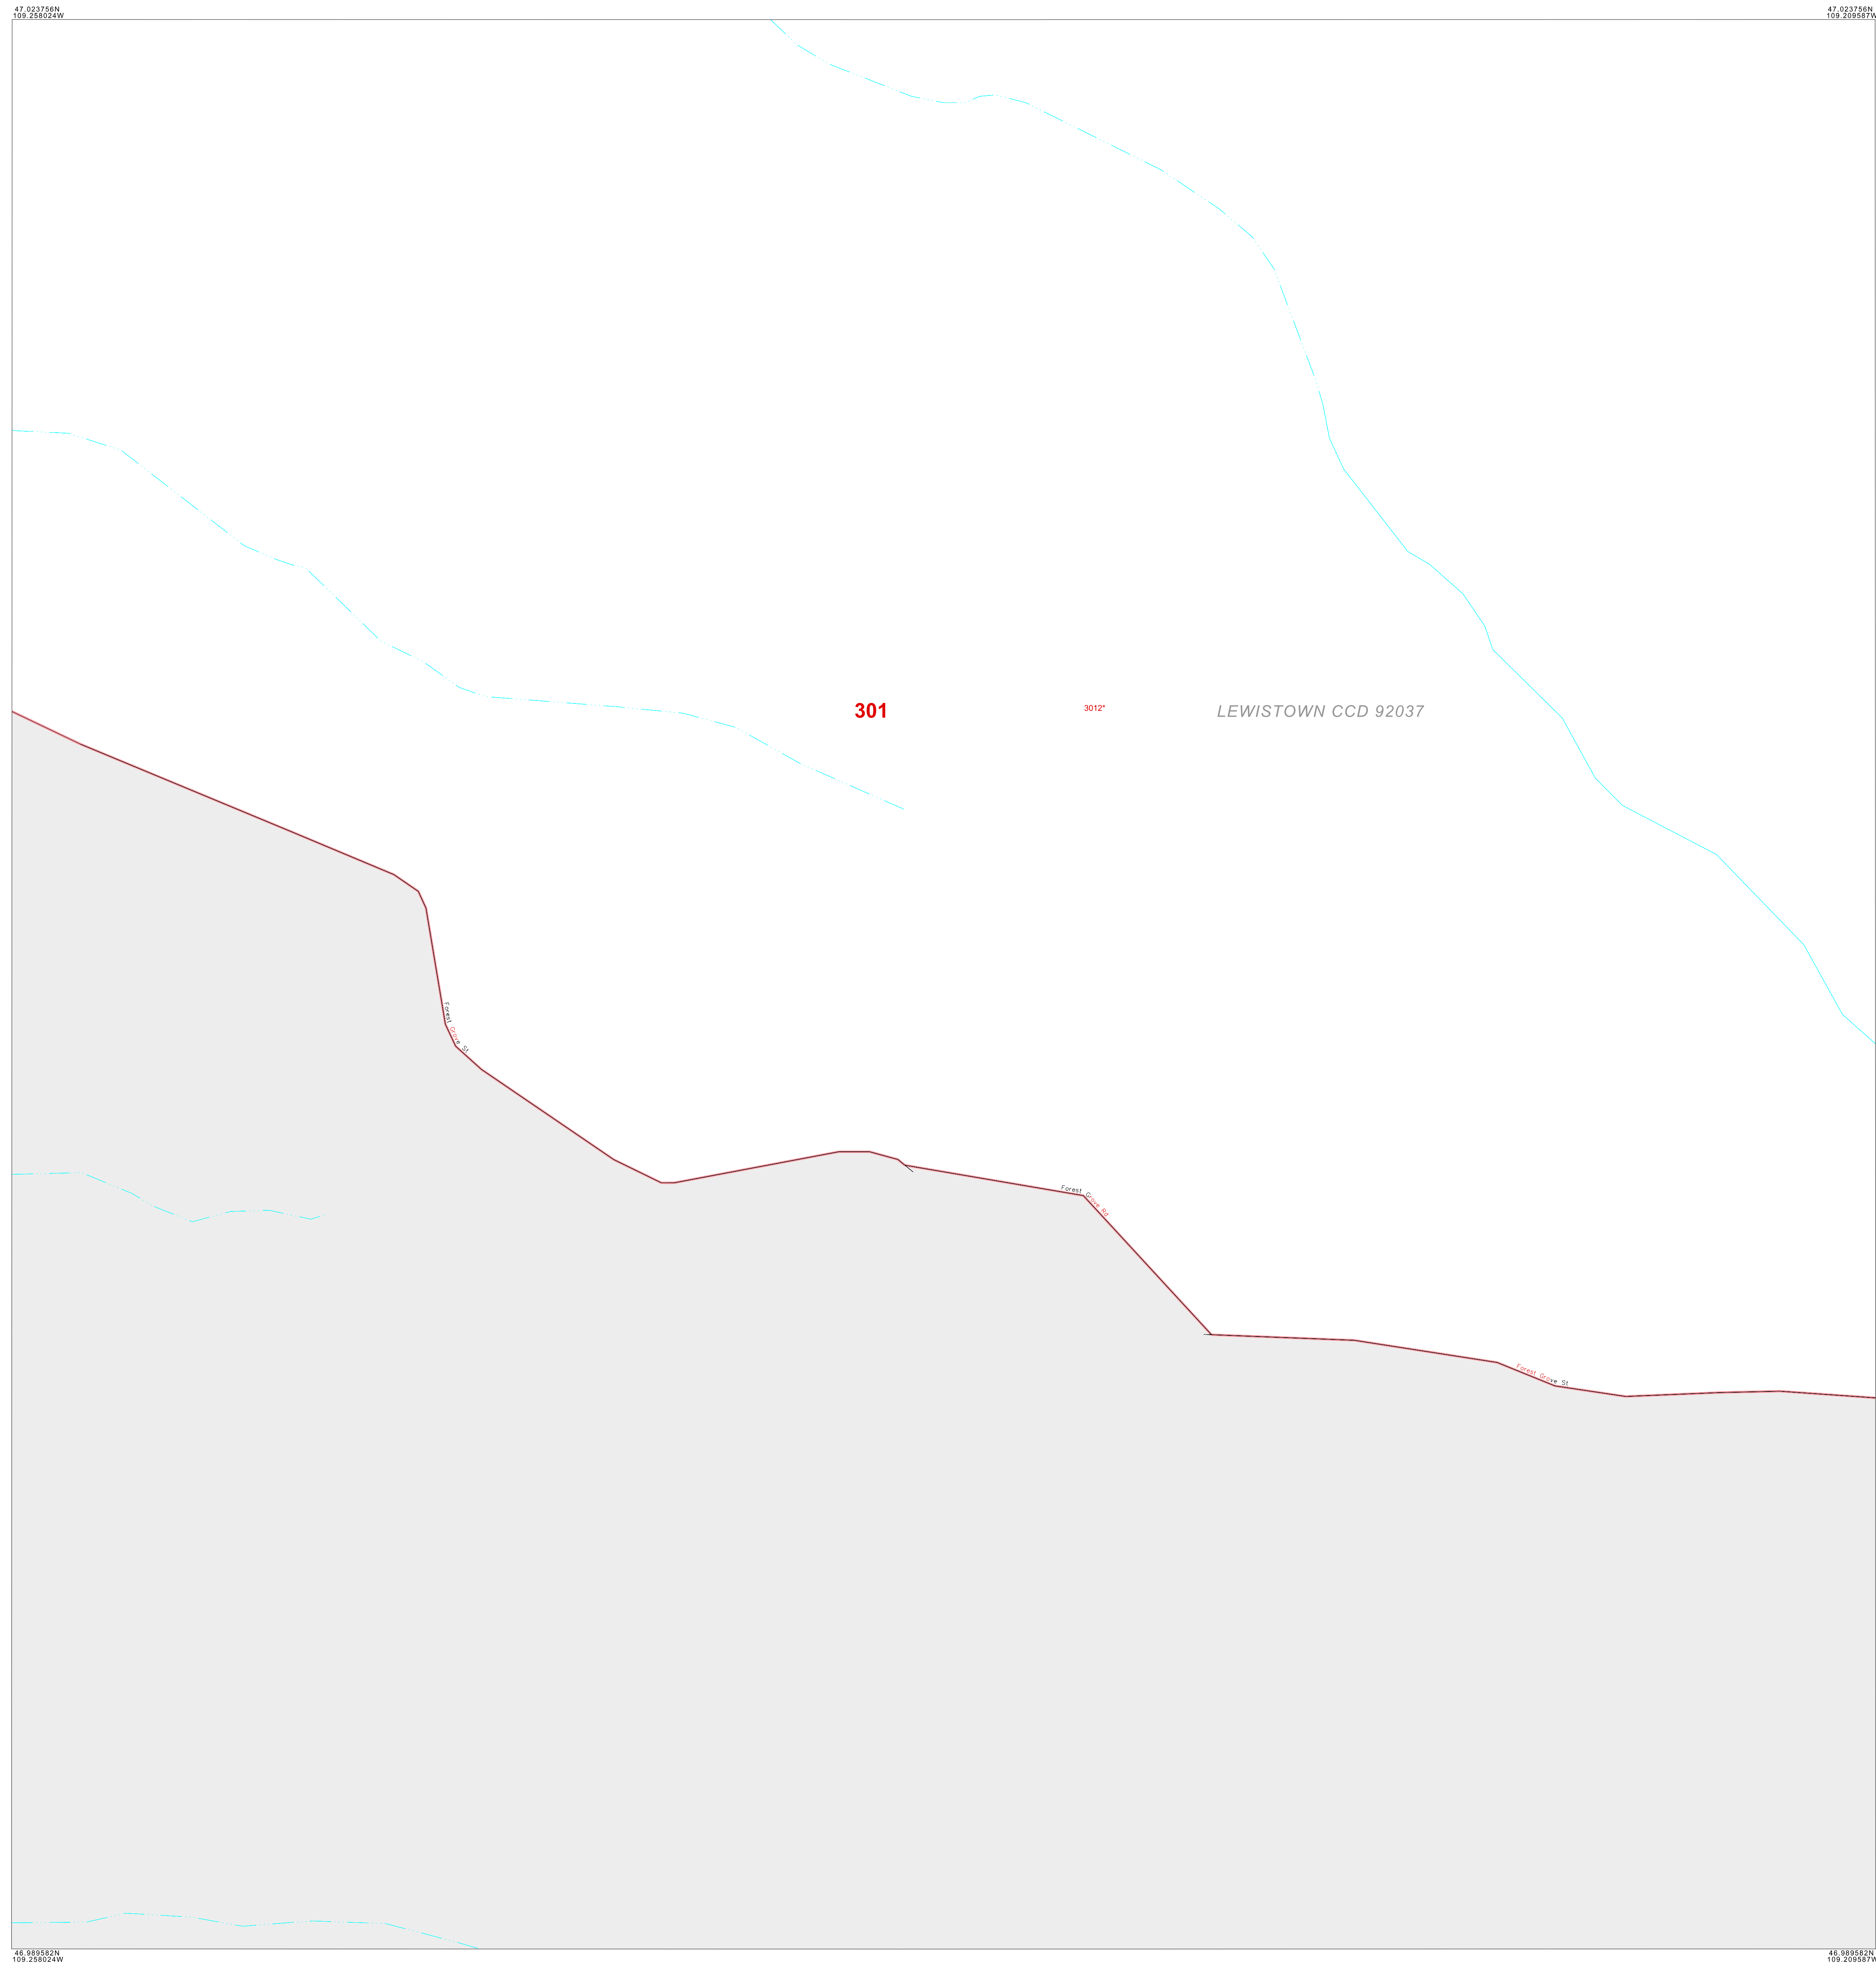 47.023756N
109.258024W
47.023756N
109.209587W
301
3012*
LEWISTOWN CCD 92037
Forest Grove St
Forest Grove Rd
Forest Grove St
46.989582N
109.258024W
46.989582N
109.209587W